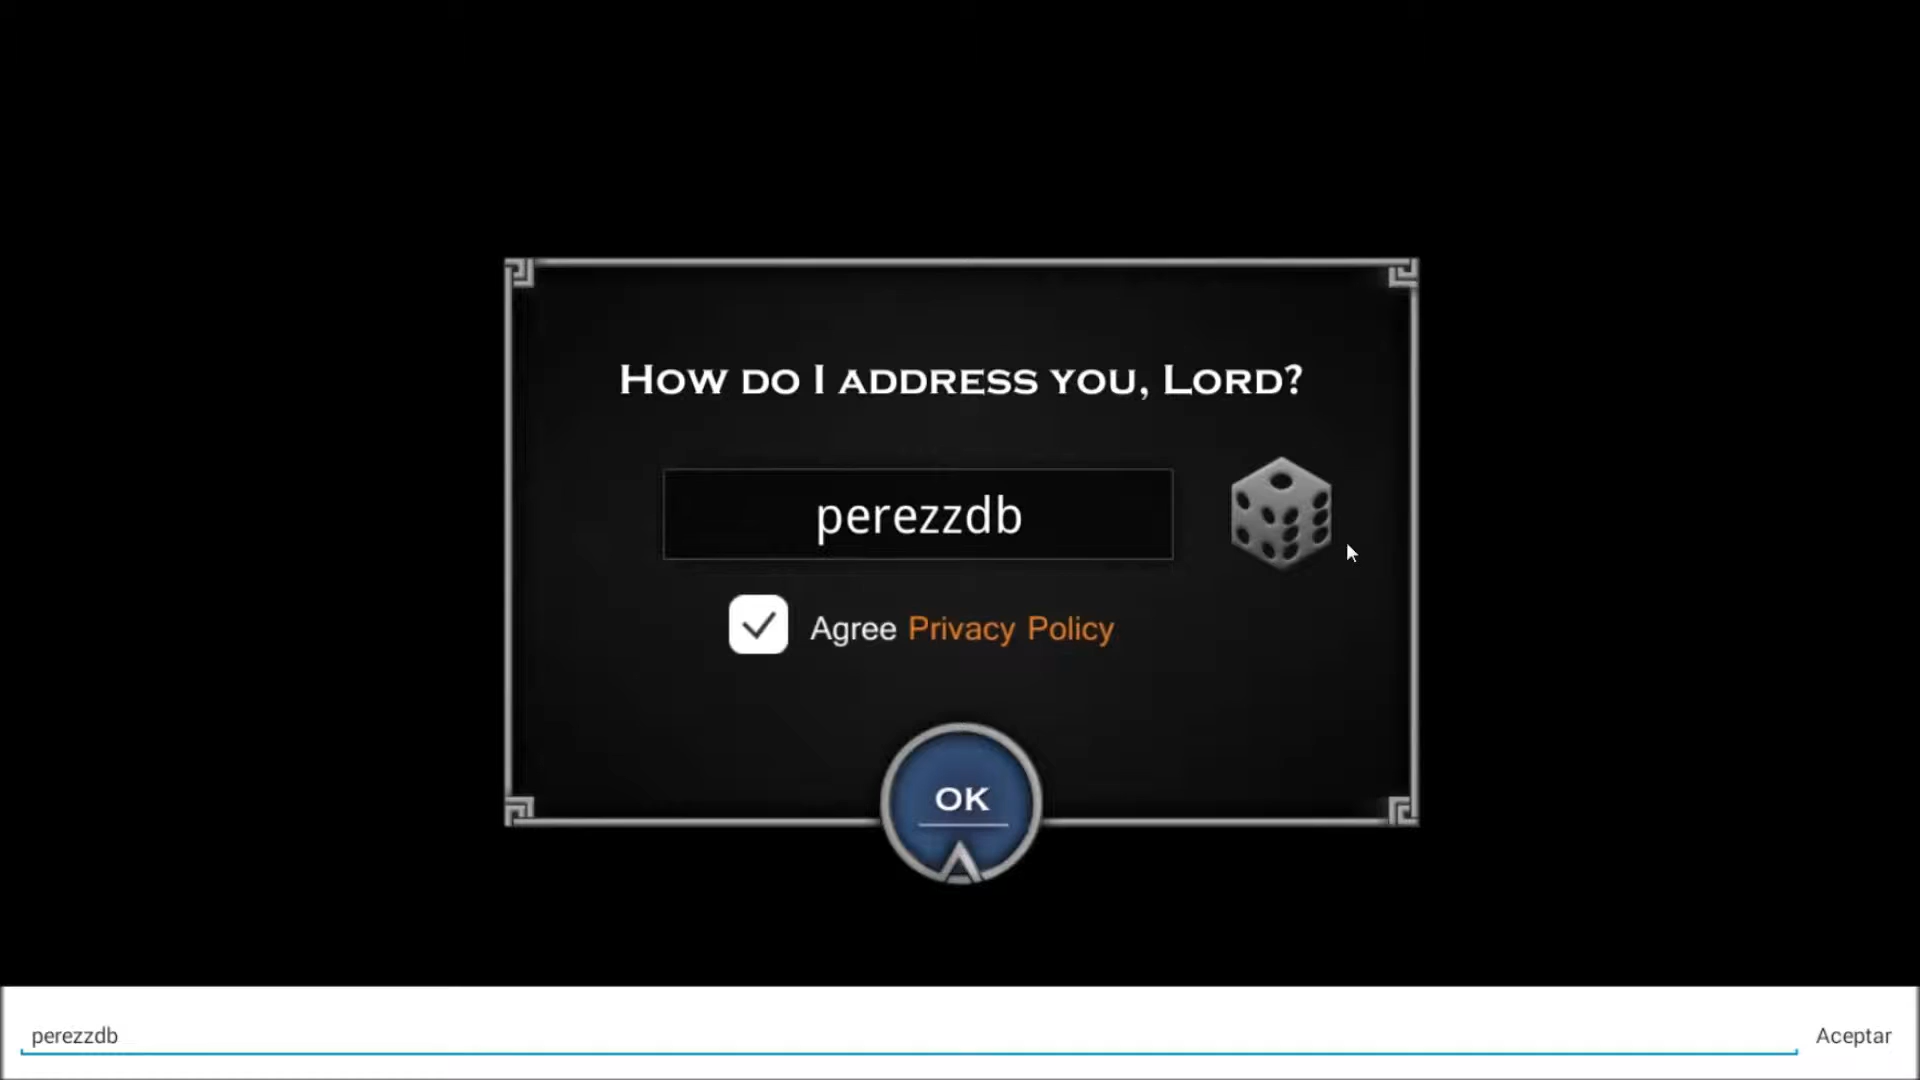 How do I address you, Lord?
perezzdb
Agree Privacy Policy
OK
perezzdb
Aceptar